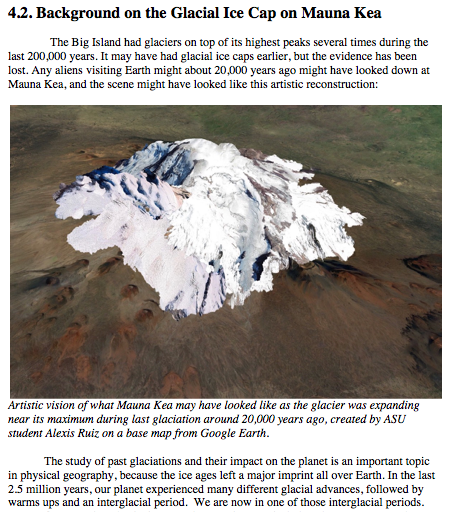 4.2. Background on the Glacial Ice Cap on Mauna Kea
The Big Island had glaciers on top of its highest peaks several times during the
last 200,000 years. It may have had glacial ice caps earlier, but the evidence has been
lost. Any aliens visiting Earth might about 20,000 years ago might have looked down at
Mauna Kea, and the scene might have looked like this artistic reconstruction:
Artistic vision of what Mauna Kea may have looked like as the glacier was expanding
near its maximum during last glaciation around 20,000 years ago, created by ASU
student Alexis Ruiz on a base map from Google Earth.
The study of past glaciations and their impact on the planet is an important topic
in physical geography, because the ice ages left a major imprint all over Earth. In the last
2.5 million years, our planet experienced many different glacial advances, followed by
warms ups and an interglacial period.  We are now in one of those interglacial periods.